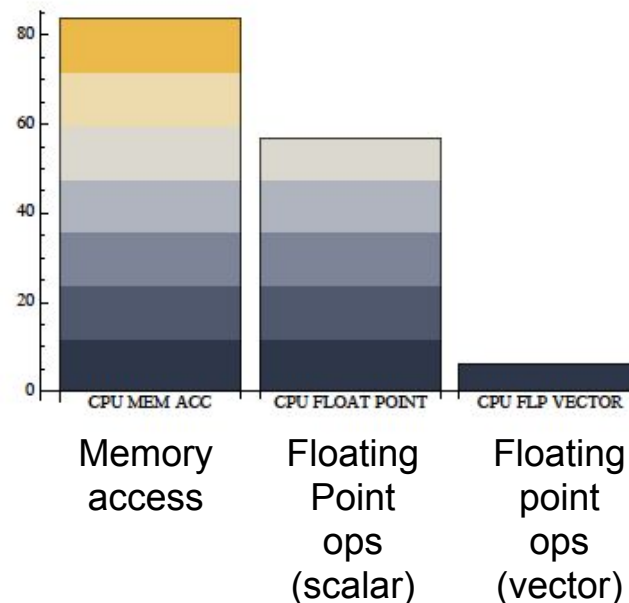 80
60
40
20
0
CPU MEM ACC
CPU FLOAT POINT
CPU FLP VECTOR
Memory
access
Floating
Point
ops
(scalar)
Floating
point
ops
(vector)